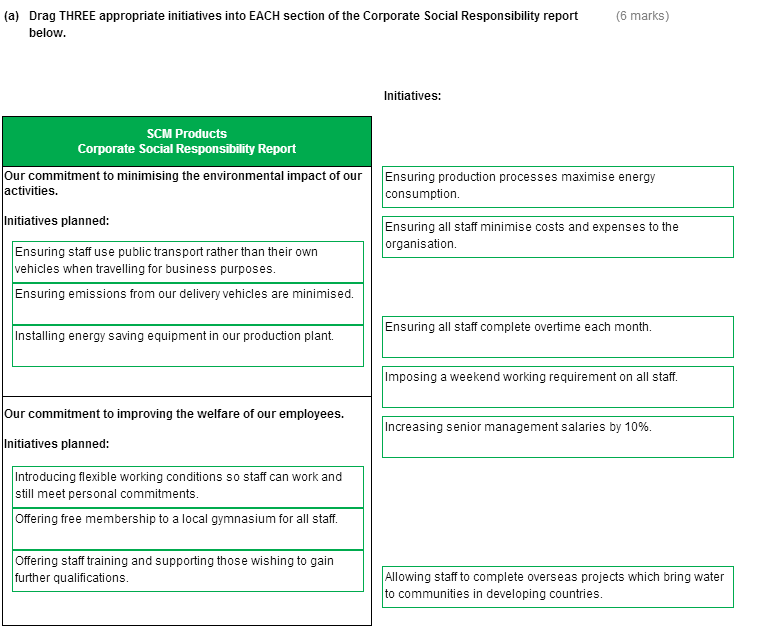 (a) Drag THREE appropriate initiatives into EACH section of the Corporate Social Responsibility report (6 marks)
below.
Initiatives:
SCM Products
Corporate Social Responsibility Report
Our commitment to minimising the environmental impact of our
activities.
Initiatives planned:
Ensuring staff use public transport rather than their own
vehicles when travelling for business purposes.
Ensuring emissions from our delivery vehicles are minimised.
Installing energy saving equipment in our production plant.
Our commitment to improving the welfare of our employees.
Initiatives planned:
Introducing flexible working conditions so staff can work and
still meet personal commitments.
Offering free membership to a local gymnasium for all staff.
Offering staff training and supporting those wishing to gain
further qualifications.
Ensuring production processes maximise energy
consumption.
Ensuring all staff minimise costs and expenses to the
organisation.
Ensuring all staff complete overtime each month.
Imposing a weekend working requirement on all staff.
Increasing senior management salaries by 10%.
Allowing staff to complete overseas projects which bring water
to communities in developing countries.